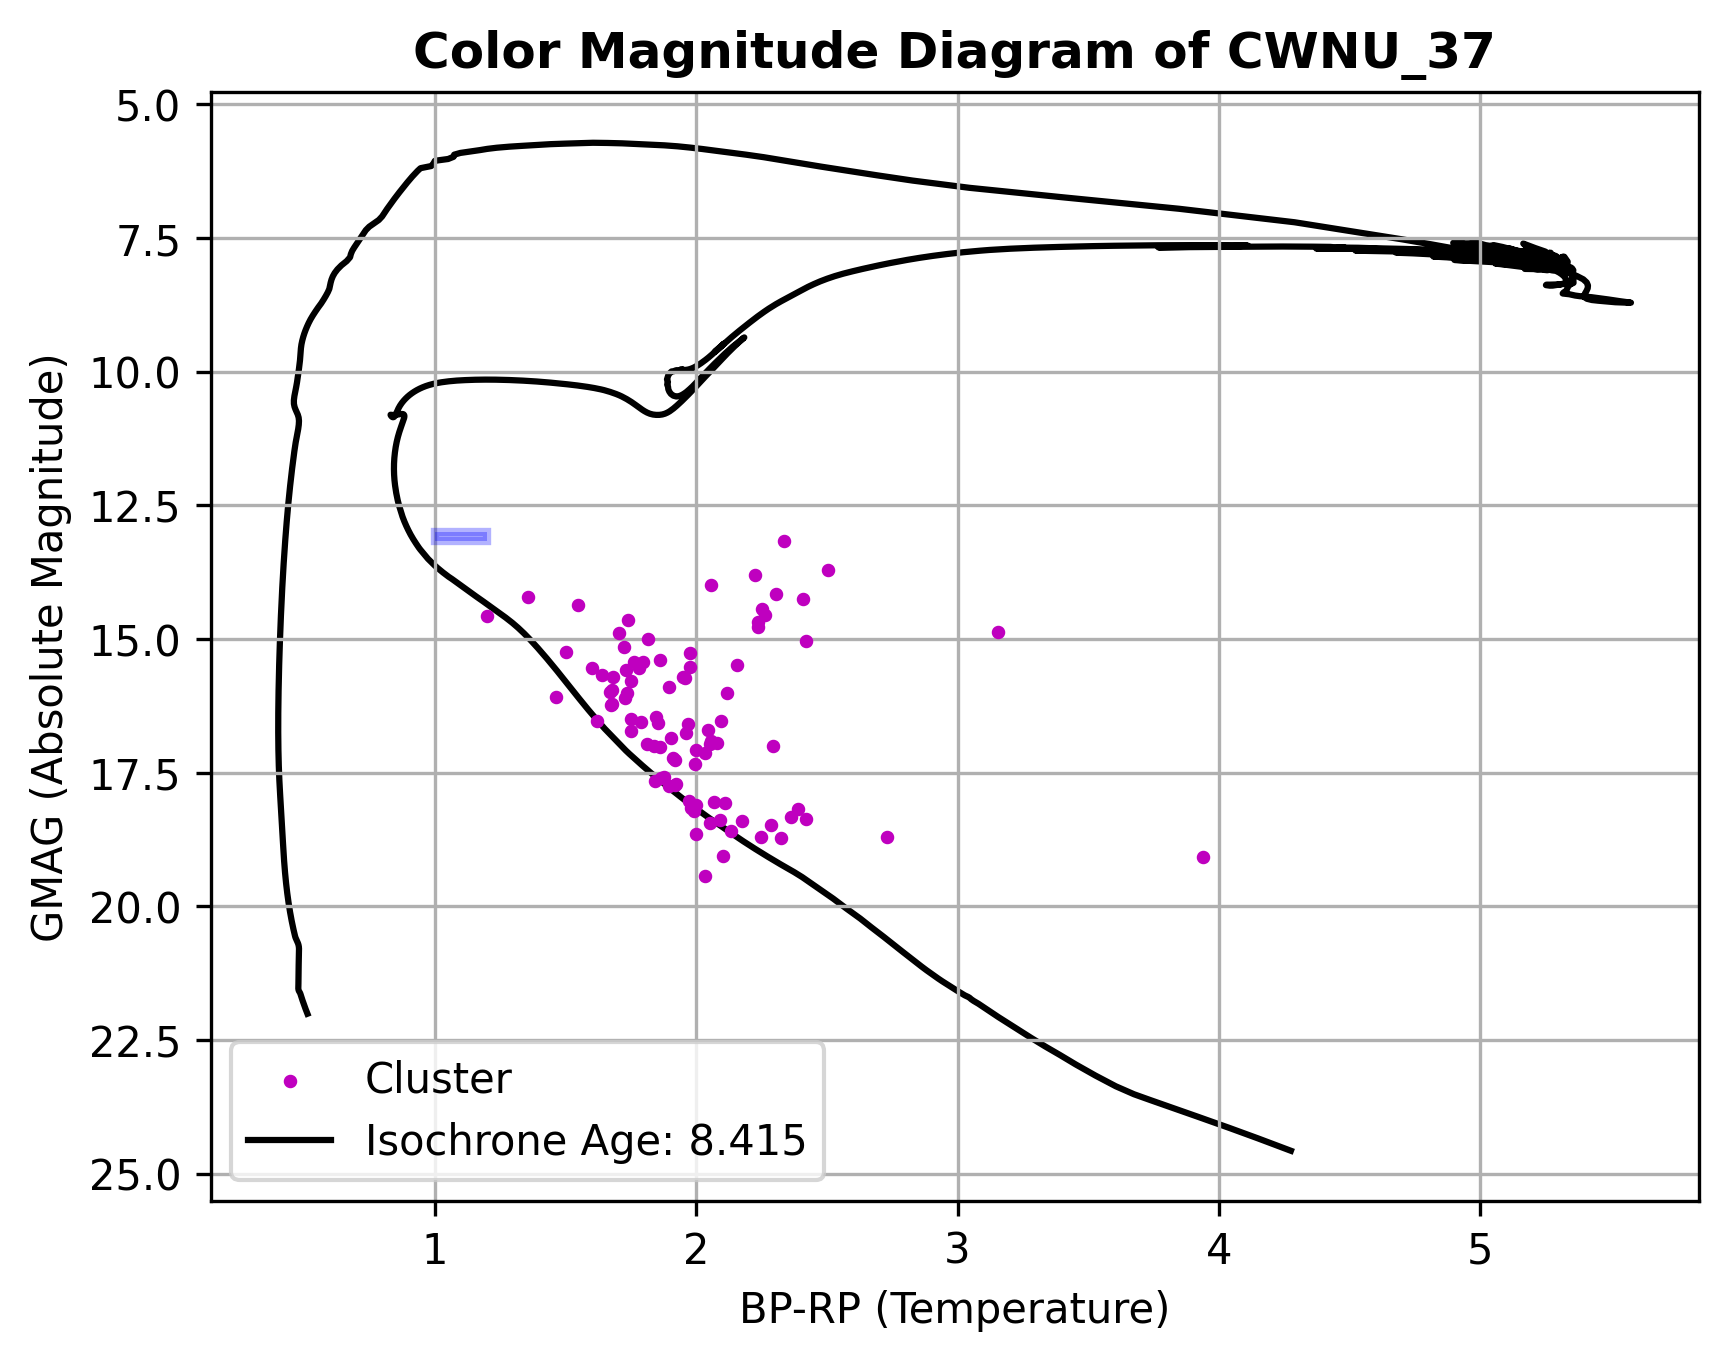 Color Magnitude Diagram of CWNU_37
GMAG (Absolute Magnitude)
5.0
7.5
10.0
12.5
15.0
17.5
20.0
22.5
25.0
Cluster
Isochrone Age: 8.415
1 2 3 4 5
BP-RP (Temperature)